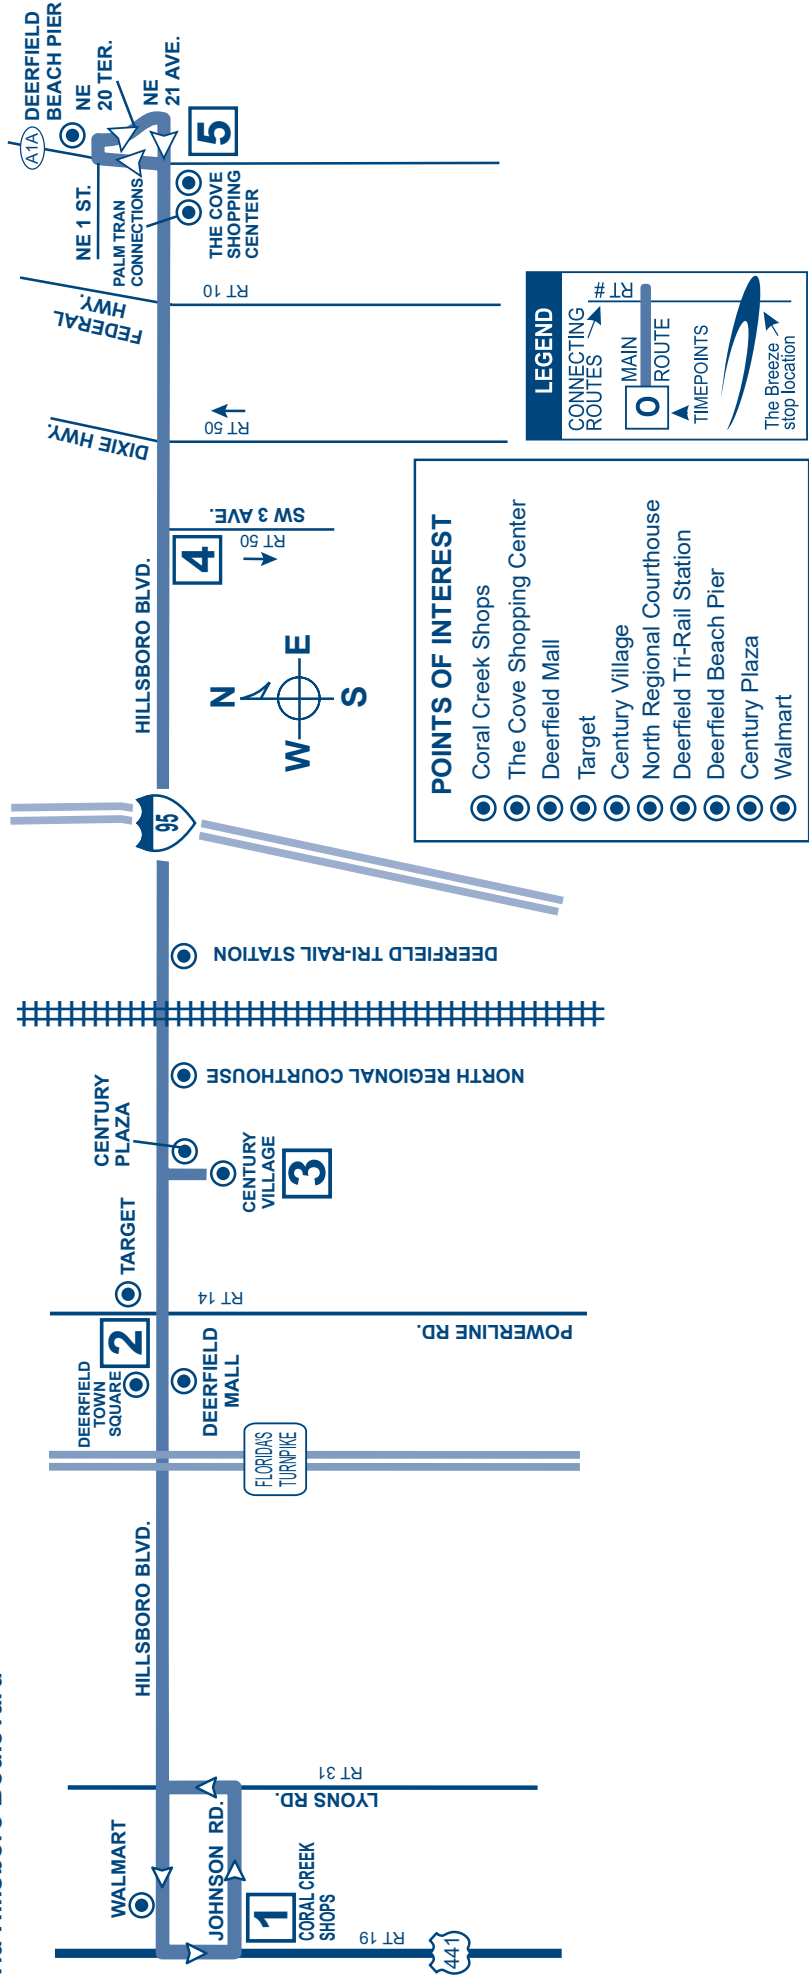 WALMART
JOHNSON RD.
1
CORAL CREEK
SHOPS
RT 19
441
LYONS RD.
RT 31
HILLSBORO BLVD.
FLORIDA'S
TURNPIKE
DEERFIELD
TOWN
SQUARE
2
DEERFIELD
MALL
TARGET
RT 14
POWERLINE RD.
CENTURY
PLAZA
CENTURY
VILLAGE
3
NORTH REGIONAL COURTHOUSE
DEERFIELD TRI-RAIL STATION
95
HILLSBORO BLVD.
N
W
E
S
4
SW 3 AVE.
RT 50
DIXIE HWY.
RT 50
FEDERAL
HWY.
RT 10
NE 1 ST.
PALM TRAN
CONNECTIONS
THE COVE
SHOPPING
CENTER
A1A
DEERFIELD
BEACH PIER
NE
20 TER.
NE
21 AVE.
5
POINTS OF INTEREST
Coral Creek Shops
The Cove Shopping Center
Deerfield Mall
Target
Century Village
North Regional Courthouse
Deerfield Tri-Rail Station
Deerfield Beach Pier
Century Plaza
Walmart
LEGEND
CONNECTING
ROUTES
RT #
0
MAIN
ROUTE
TIMEPOINTS
The Breeze
stop location